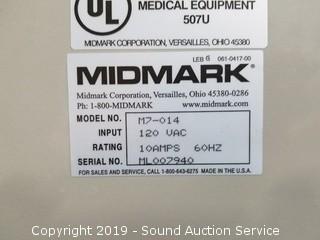 UL
MEDICAL EQUIPMENT
507U
MIDMARK CORPORATION, VERSAILLES, OHIO 45380
LEB 061-0417-00
MIDMARK
Midmark Corporation, Versailles, Ohio 45380-0286
Ph: 1-800-MIDMARK www.midmark.com
MODEL NO. M7-014
INPUT 120 VAC
RATING 10AMPS 60HZ
SERIAL NO. ML007940
FOR SALES AND SERVICE, CALL 1-800-643-6275 MADE IN U.S.A.
Copyright 2019 - Sound Auction Service